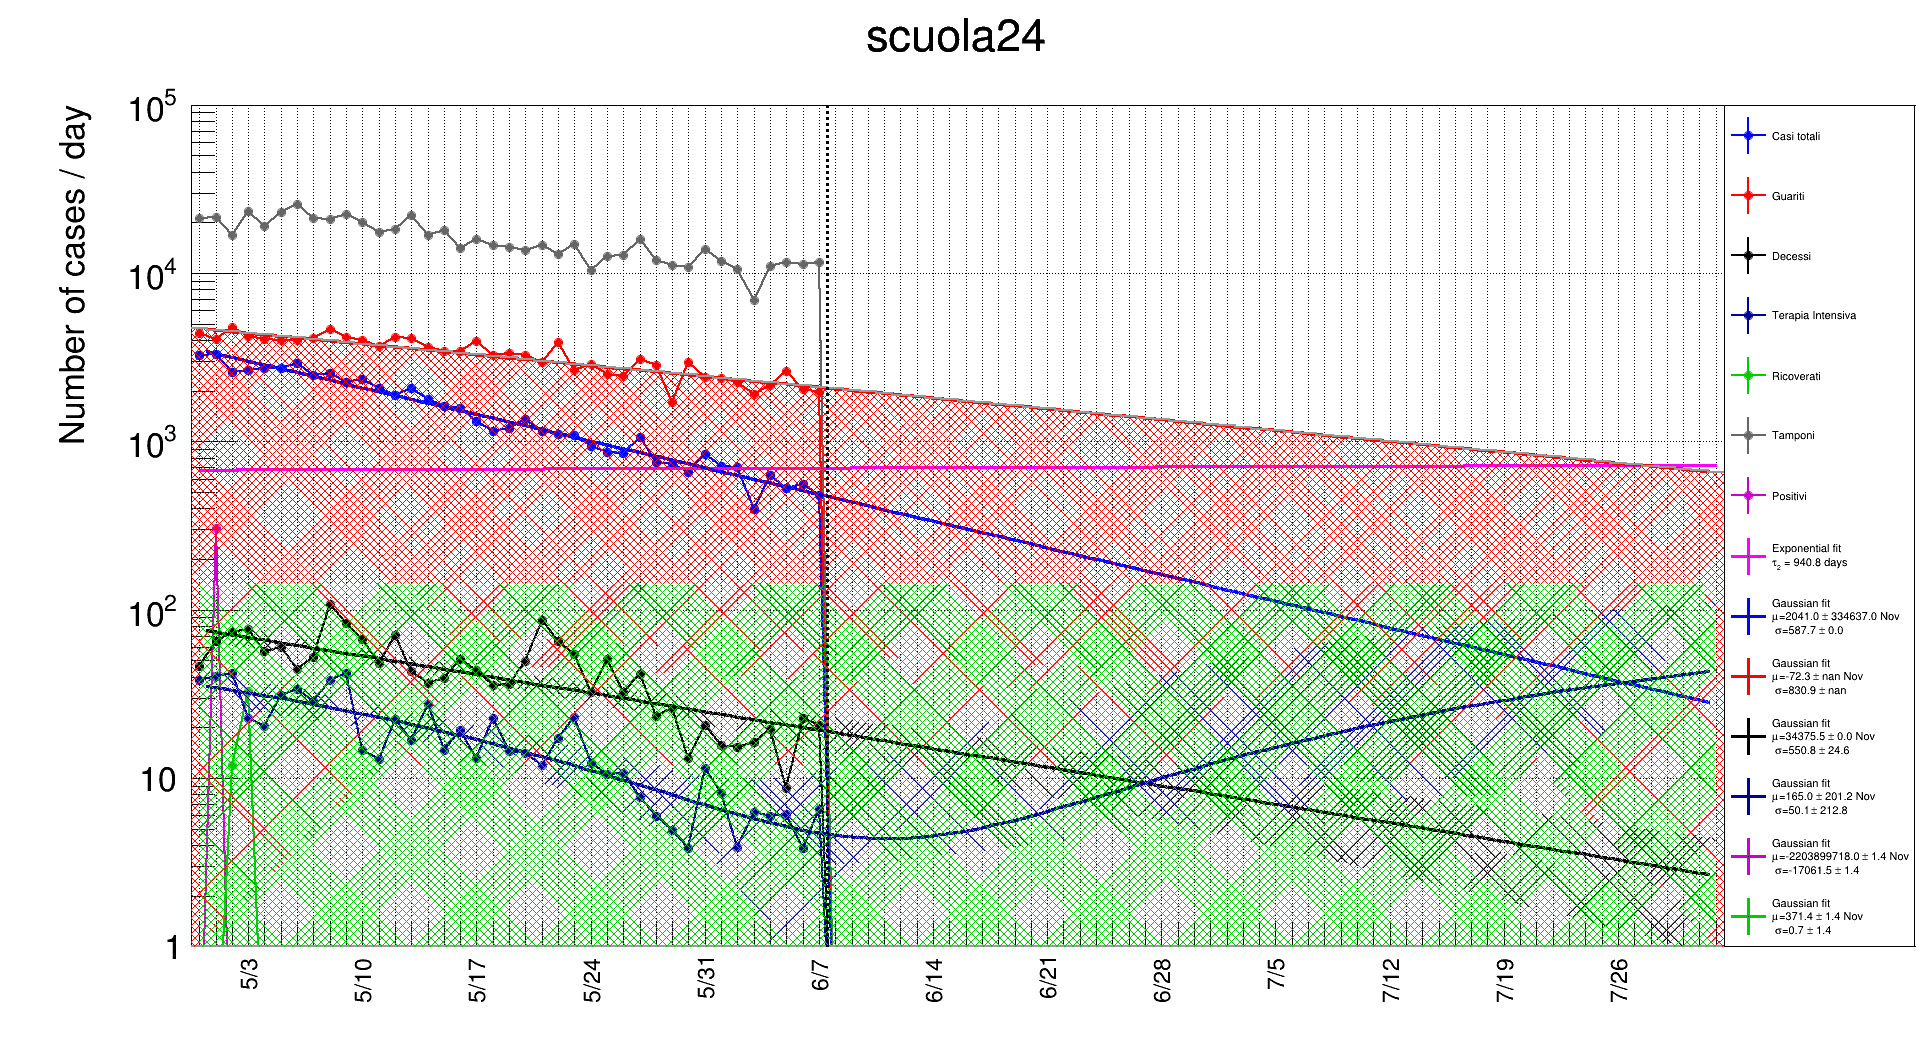 scuola24
Number of cases / day
10^5
10^4
10^3
10^2
10
1
5/3
5/10
5/17
5/24
5/31
6/7
6/14
6/21
6/28
7/5
7/12
7/19
7/26
Casi totali
Guariti
Decessi
Terapia Intensiva
Ricoverati
Tamponi
Positivi
Exponential fit
τ₂ = 940.8 days
Gaussian fit
μ=2041.0 ± 334637.0 Nov
σ=587.7 ± 0.0
Gaussian fit
μ=-72.3 ± nan Nov
σ=830.9 ± nan
Gaussian fit
μ=34375.5 ± 0.0 Nov
σ=550.8 ± 24.6
Gaussian fit
μ=165.0 ± 201.2 Nov
σ=50.1 ± 212.8
Gaussian fit
μ=-2203899718.0 ± 1.4 Nov
σ=-17061.5 ± 1.4
Gaussian fit
μ=371.4 ± 1.4 Nov
σ=0.7 ± 1.4